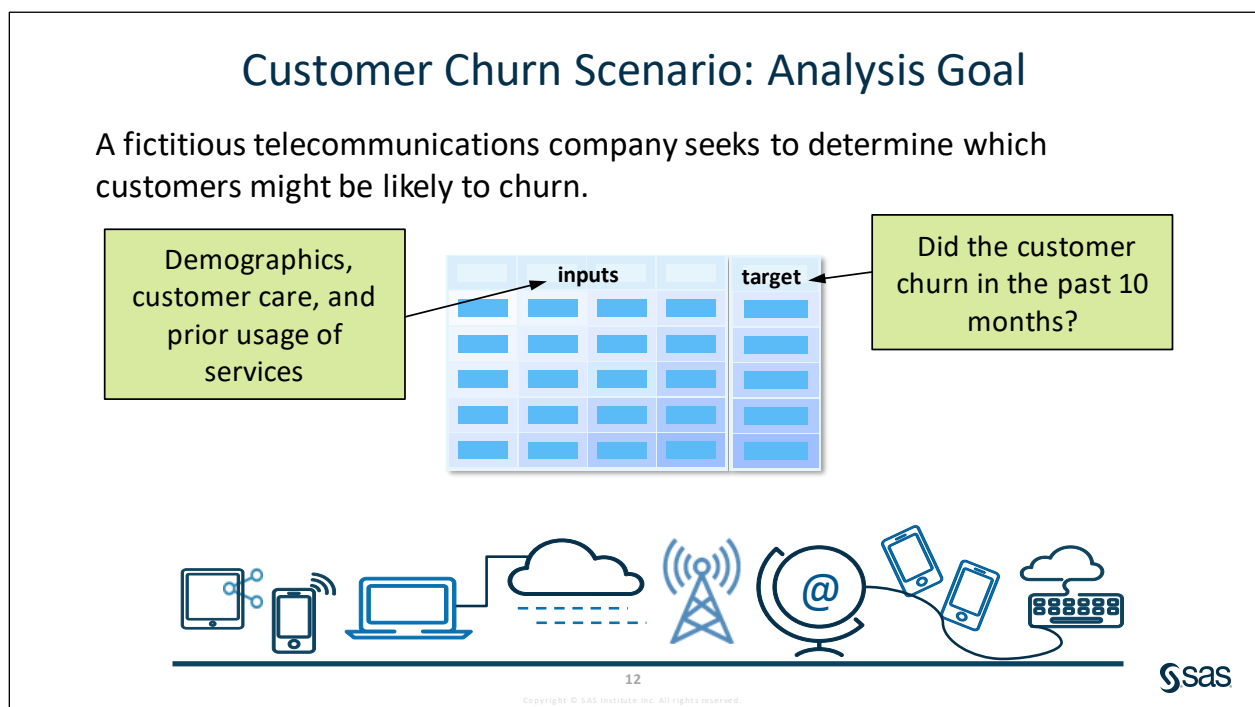 Customer Churn Scenario: Analysis Goal
A fictitious telecommunications company seeks to determine which
customers might be likely to churn.
Demographics,
customer care, and
prior usage of
services
inputs
target
Did the customer
churn in the past 10
months?
@
12
Copyright © SAS Institute Inc. All rights reserved.
sas